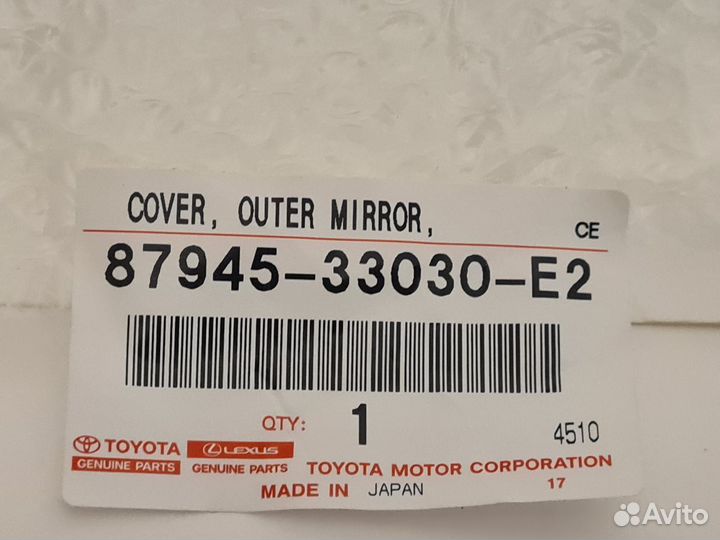 COVER, OUTER MIRROR,
CE
87945-33030-E2
QTY: 1
4510
TOYOTA LEXUS
GENUINE PARTS GENUINE PARTS TOYOTA MOTOR CORPORATION
MADE IN JAPAN 17
Avito